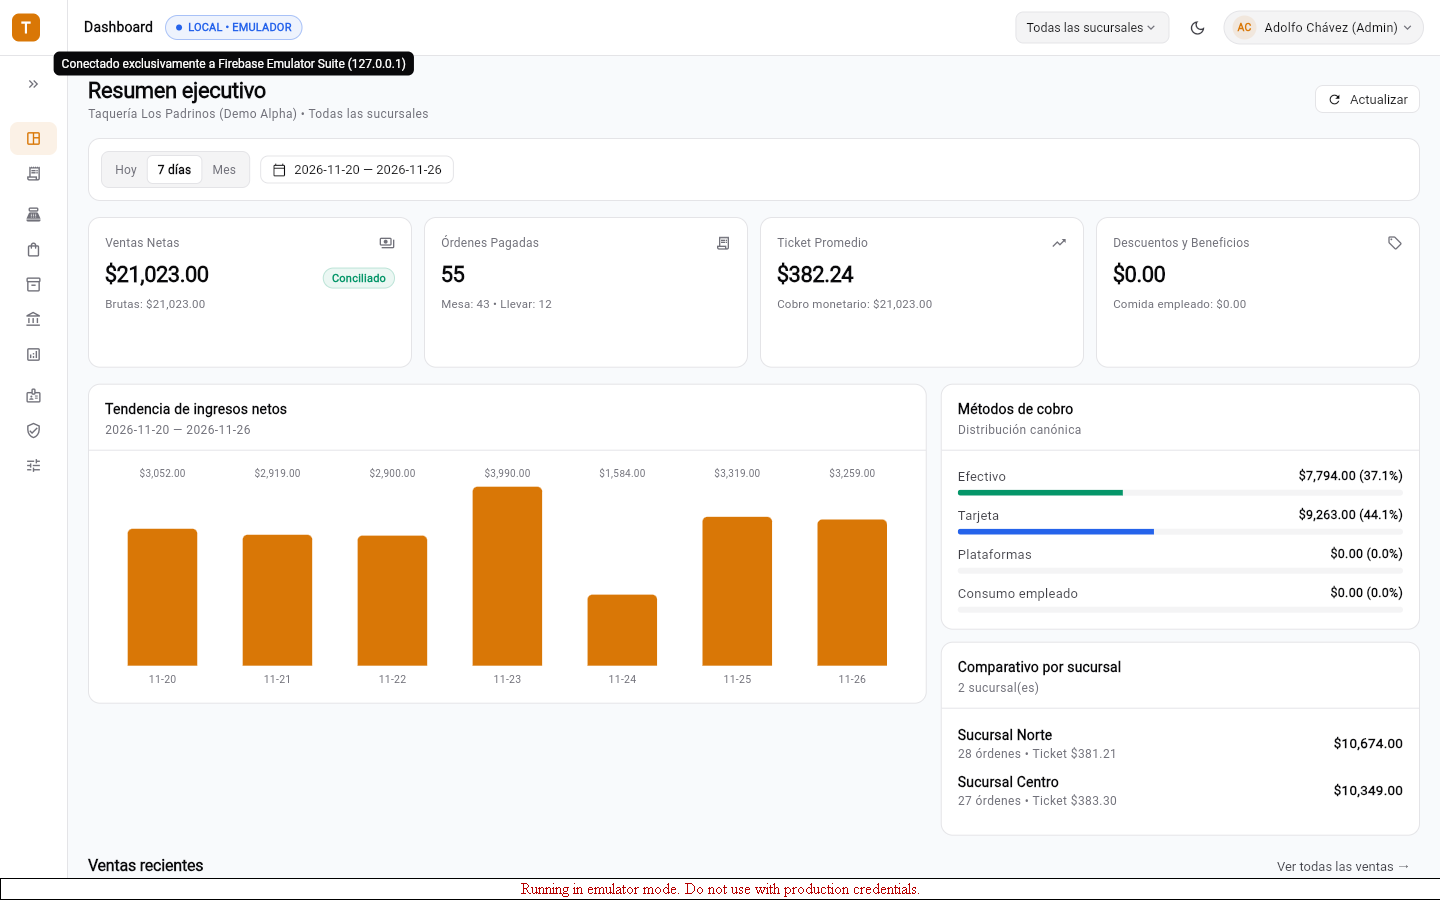 T
Dashboard
LOCAL • EMULADOR
Todas las sucursales
AC
Adolfo Chávez (Admin)
Conectado exclusivamente a Firebase Emulator Suite (127.0.0.1)
Resumen ejecutivo
Taquería Los Padrinos (Demo Alpha) • Todas las sucursales
Actualizar
Hoy
7 días
Mes
2026-11-20 — 2026-11-26
Ventas Netas
$21,023.00
Conciliado
Brutas: $21,023.00
Órdenes Pagadas
55
Mesa: 43 • Llevar: 12
Ticket Promedio
$382.24
Cobro monetario: $21,023.00
Descuentos y Beneficios
$0.00
Comida empleado: $0.00
Tendencia de ingresos netos
2026-11-20 — 2026-11-26
$3,052.00
$2,919.00
$2,900.00
$3,990.00
$1,584.00
$3,319.00
$3,259.00
11-20
11-21
11-22
11-23
11-24
11-25
11-26
Métodos de cobro
Distribución canónica
Efectivo
$7,794.00 (37.1%)
Tarjeta
$9,263.00 (44.1%)
Plataformas
$0.00 (0.0%)
Consumo empleado
$0.00 (0.0%)
Comparativo por sucursal
2 sucursal(es)
Sucursal Norte
28 órdenes • Ticket $381.21
$10,674.00
Sucursal Centro
27 órdenes • Ticket $383.30
$10,349.00
Ventas recientes
Ver todas las ventas →
Running in emulator mode. Do not use with production credentials.